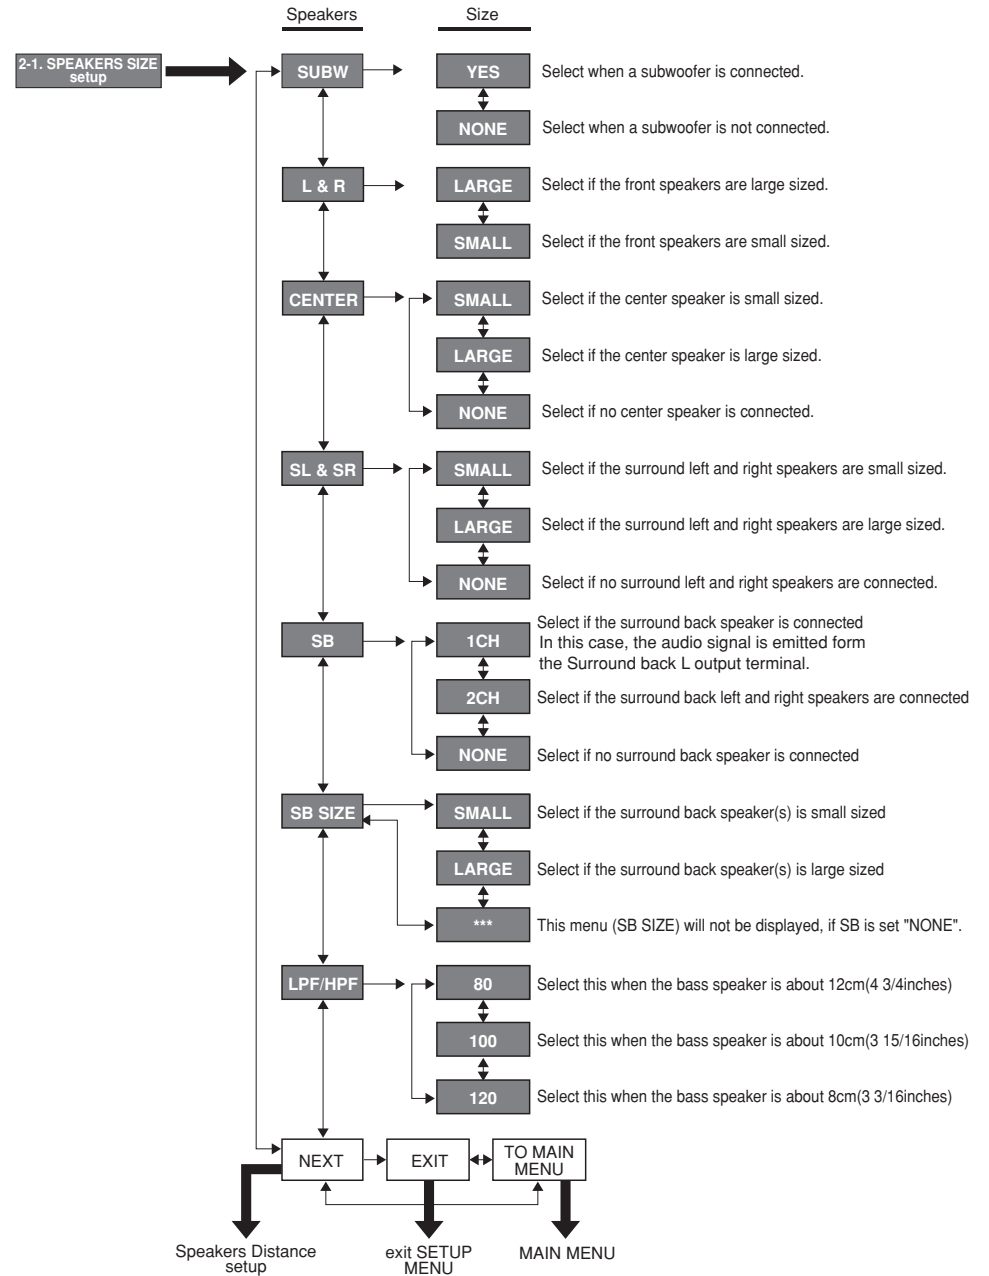 Speakers Size
2-1. SPEAKERS SIZE
setup
SUBW YES Select when a subwoofer is connected.
NONE Select when a subwoofer is not connected.
L & R LARGE Select if the front speakers are large sized.
SMALL Select if the front speakers are small sized.
CENTER SMALL Select if the center speaker is small sized.
LARGE Select if the center speaker is large sized.
NONE Select if no center speaker is connected.
SL & SR SMALL Select if the surround left and right speakers are small sized.
LARGE Select if the surround left and right speakers are large sized.
NONE Select if no surround left and right speakers are connected.
Select if the surround back speaker is connected
SB 1CH In this case, the audio signal is emitted form
the Surround back L output terminal.
2CH Select if the surround back left and right speakers are connected
NONE Select if no surround back speaker is connected
SB SIZE SMALL Select if the surround back speaker(s) is small sized
LARGE Select if the surround back speaker(s) is large sized
*** This menu (SB SIZE) will not be displayed, if SB is set "NONE".
LPF/HPF 80 Select this when the bass speaker is about 12cm(4 3/4inches)
100 Select this when the bass speaker is about 10cm(3 15/16inches)
120 Select this when the bass speaker is about 8cm(3 3/16inches)
NEXT EXIT TO MAIN
MENU
Speakers Distance
setup
exit SETUP
MENU
MAIN MENU